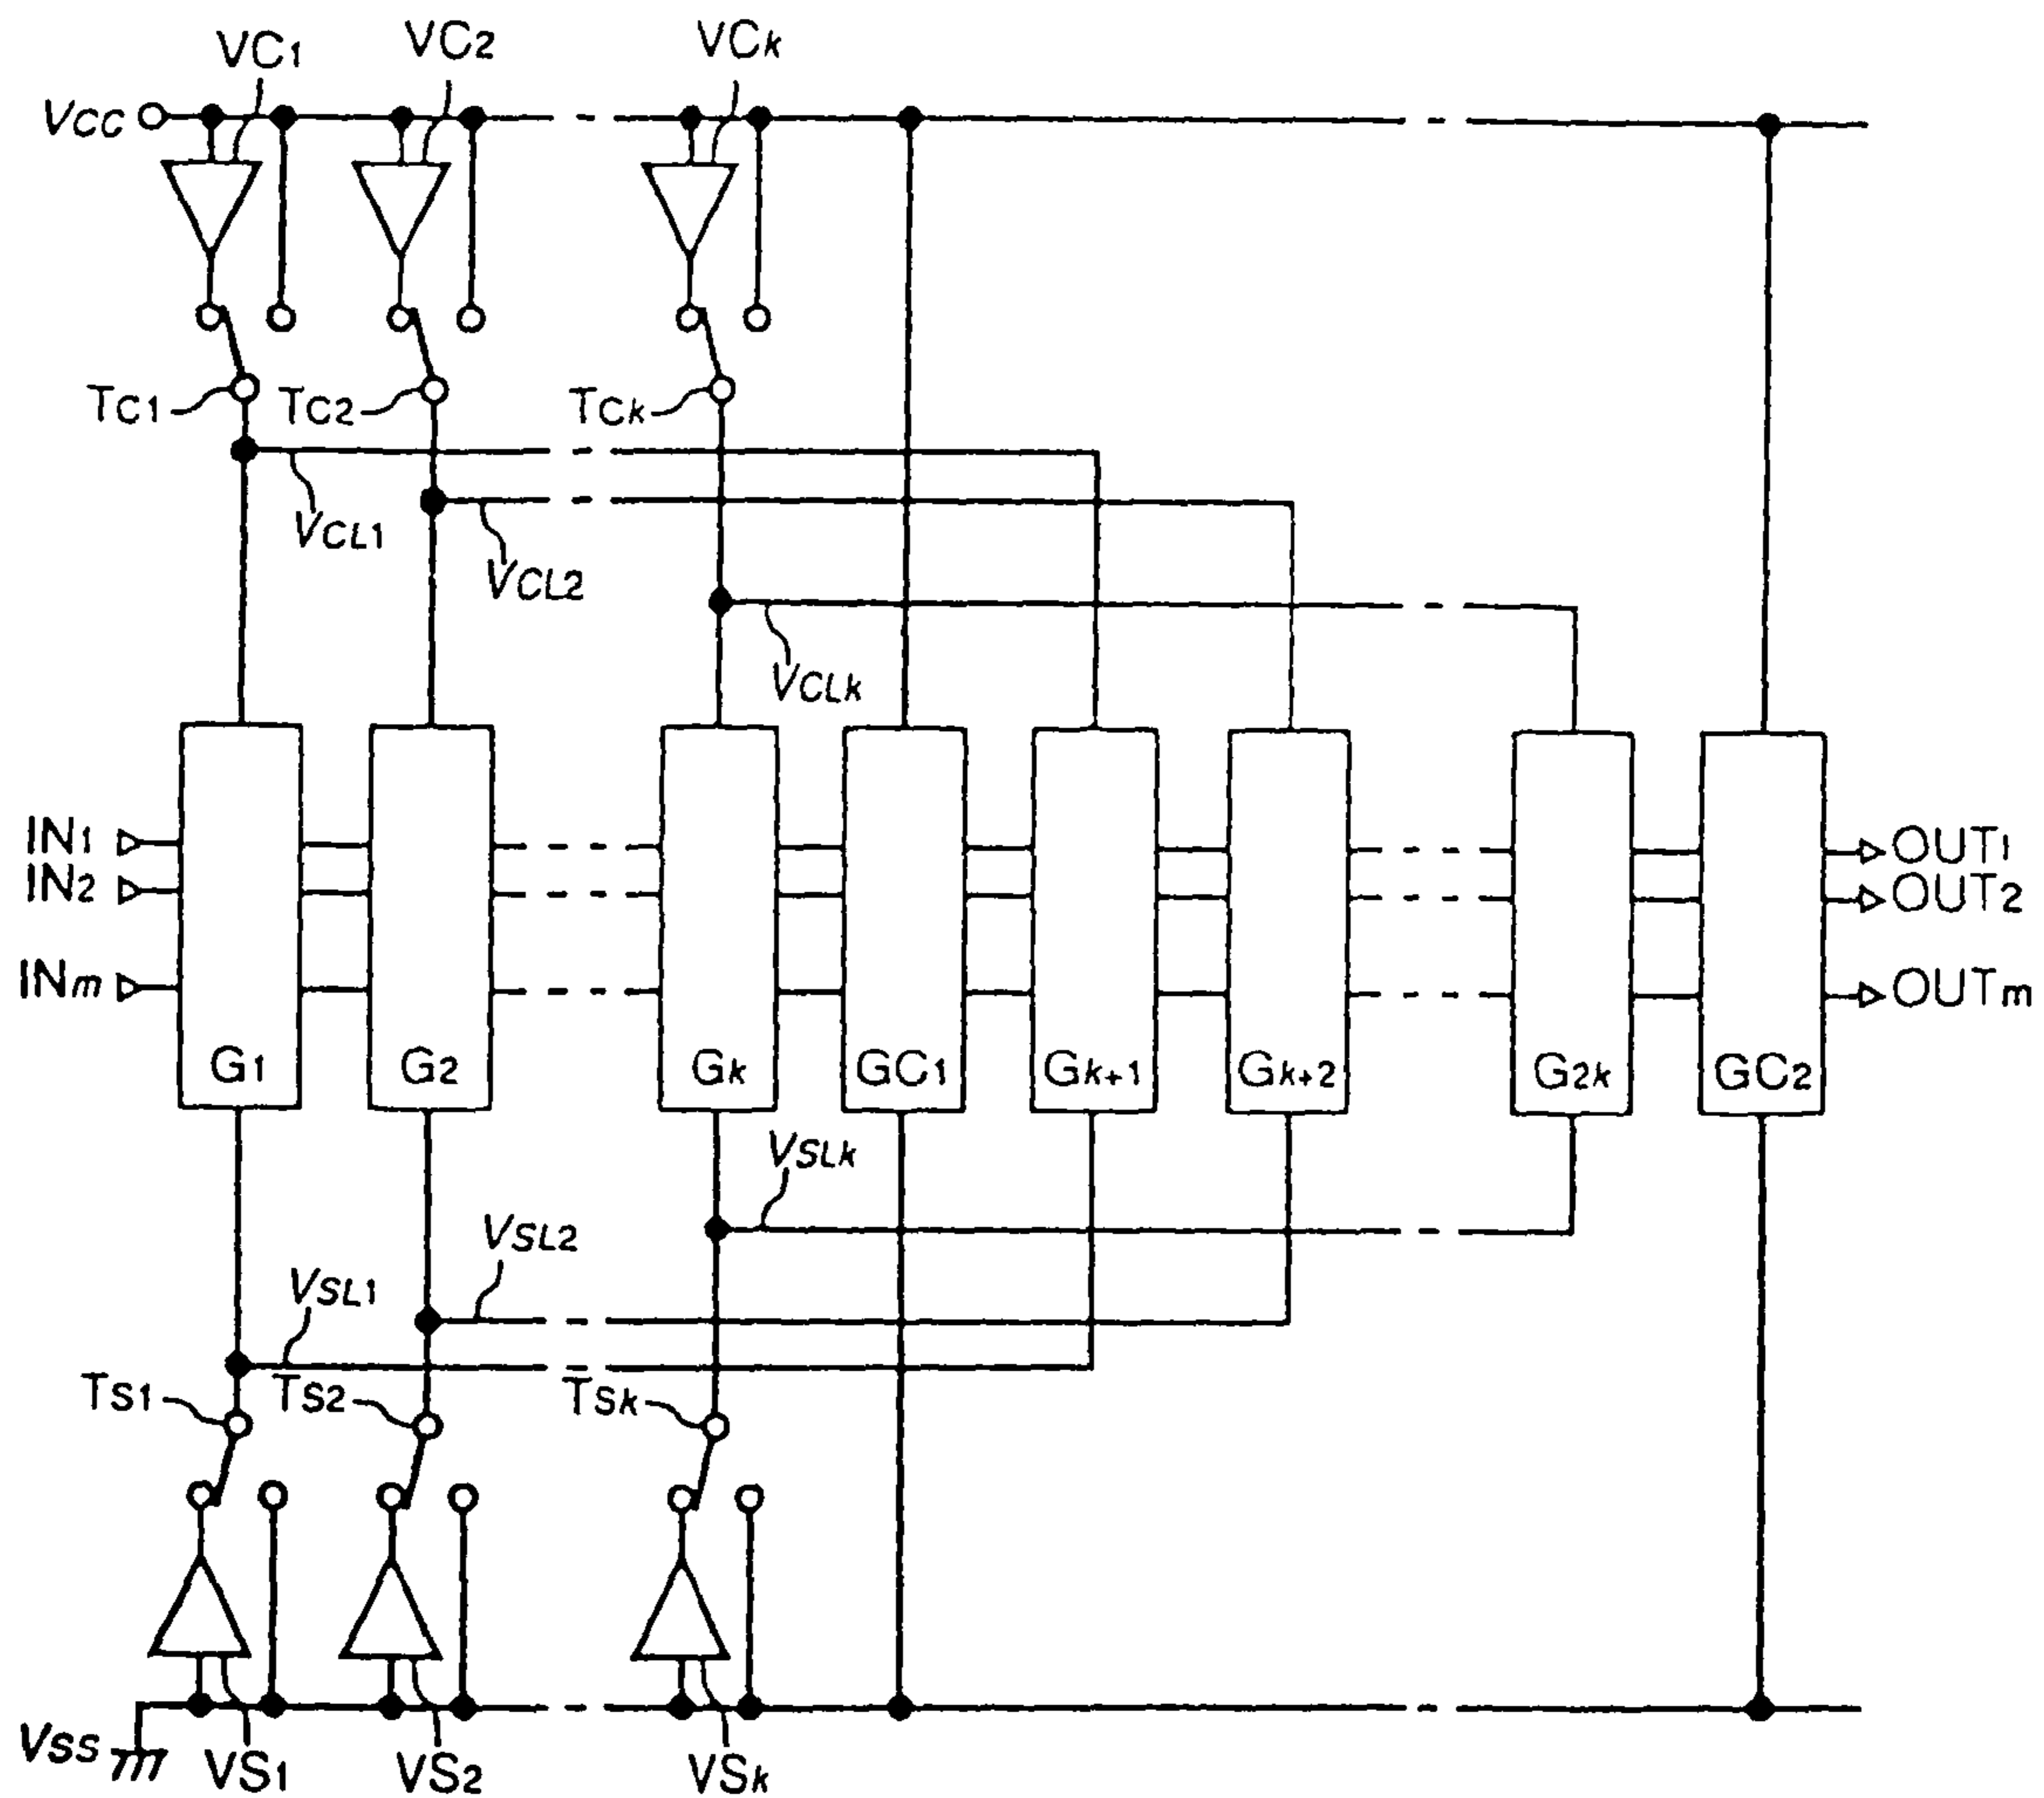 VC1 VC2 VCk
VCC
TC1 TC2 TCk
VCL1
VCL2
VCLk
IN1 OUT1
IN2 OUT2
INm OUTm
G1 G2 Gk GC1 Gk+1 Gk+2 G2k GC2
VSLk
VSL2
VSL1
TS1 TS2 TSk
VSS VS1 VS2 VSk